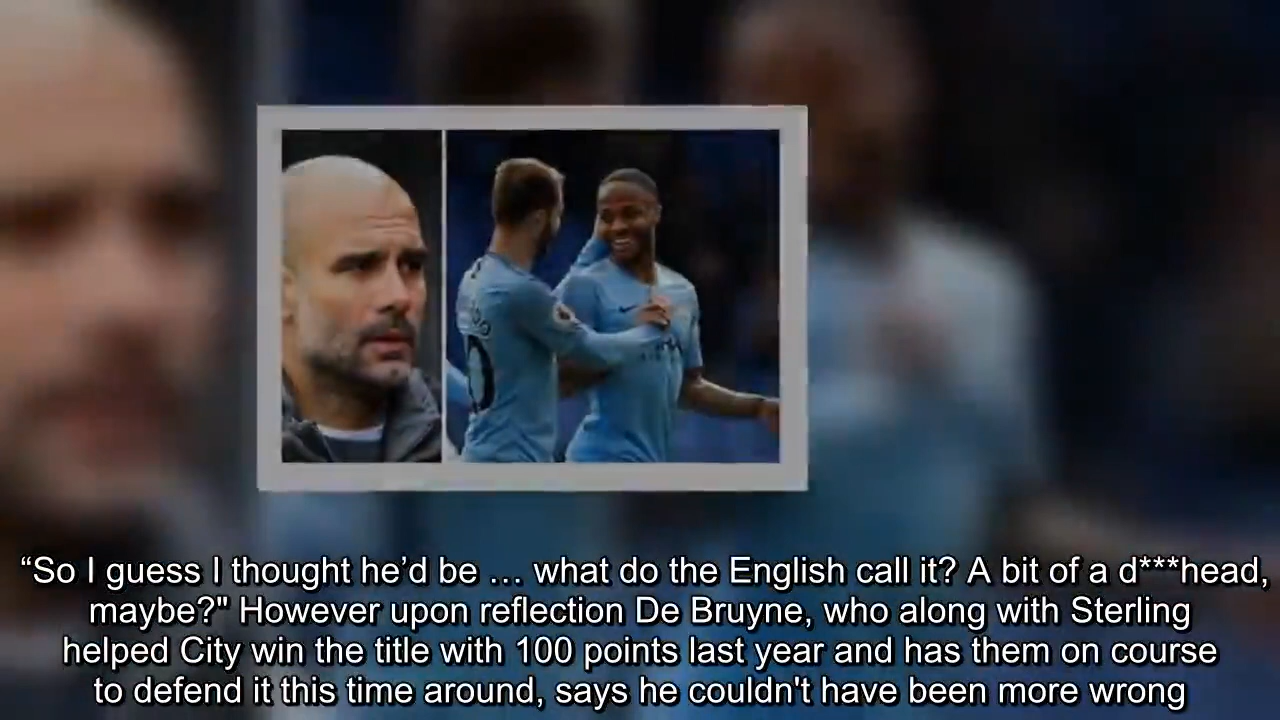 “So I guess I thought he’d be … what do the English call it? A bit of a d***head,
maybe?" However upon reflection De Bruyne, who along with Sterling
helped City win the title with 100 points last year and has them on course
to defend it this time around, says he couldn't have been more wrong